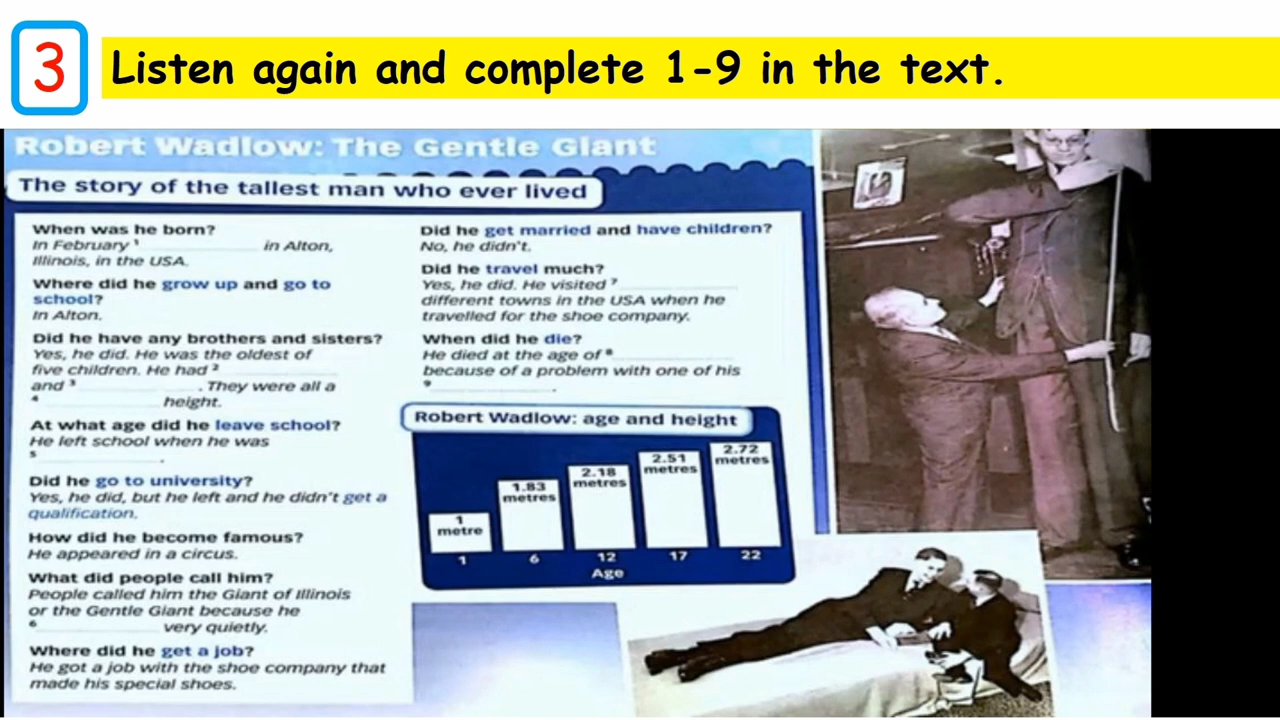 3
Listen again and complete 1-9 in the text.
Robert Wadlow: The Gentle Giant
The story of the tallest man who ever lived
When was he born?
In February 1 in Alton,
Illinois, in the USA.
Where did he grow up and go to
school?
In Alton.
Did he have any brothers and sisters?
Yes, he did. He was the oldest of
five children. He had 2
and 3 . They were all a
4 height.
At what age did he leave school?
He left school when he was
5 .
Did he go to university?
Yes, he did, but he left and he didn't get a
qualification.
How did he become famous?
He appeared in a circus.
What did people call him?
People called him the Giant of Illinois
or the Gentle Giant because he
6 very quietly.
Where did he get a job?
He got a job with the shoe company that
made his special shoes.
Did he get married and have children?
No, he didn't.
Did he travel much?
Yes, he did. He visited 7
different towns in the USA when he
travelled for the shoe company.
When did he die?
He died at the age of 8
because of a problem with one of his
9 .
Robert Wadlow: age and height
1
metre
1.83
metres
2.18
metres
2.51
metres
2.72
metres
1 6 12 17 22
Age